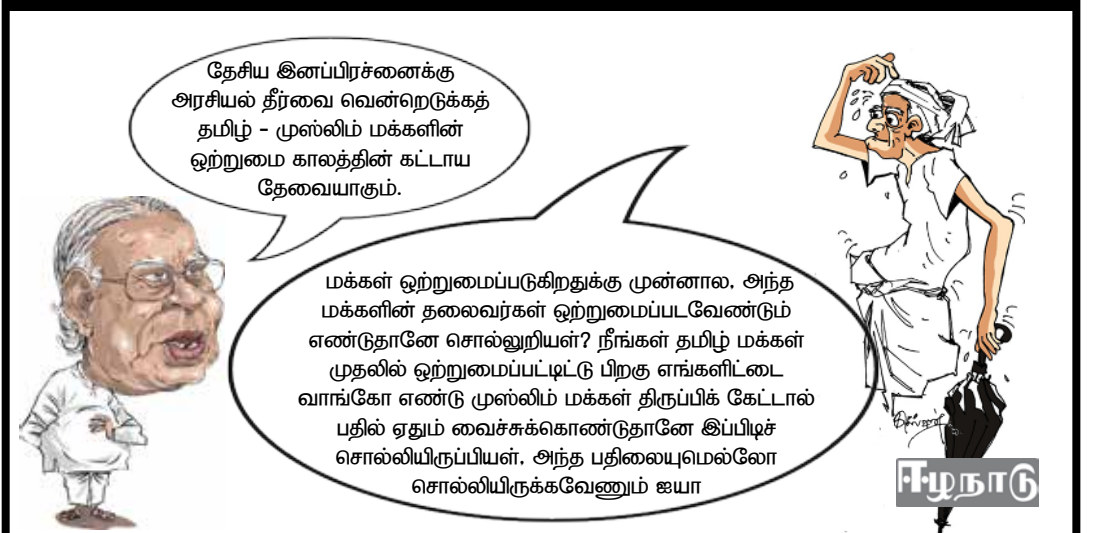 தேசிய இனப்பிரச்னைக்கு
அரசியல் தீர்வை வென்றெடுக்கத்
தமிழ் - முஸ்லிம் மக்களின்
ஒற்றுமை காலத்தின் கட்டாய
தேவையாகும்.
மக்கள் ஒற்றுமைப்படுகிறதுக்கு முன்னால, அந்த
மக்களின் தலைவர்கள் ஒற்றுமைப்படவேண்டும்
எண்டுதானே சொல்லுறியள்? நீங்கள் தமிழ் மக்கள்
முதலில் ஒற்றுமைப்பட்டிட்டு பிறகு எங்களிட்டை
வாங்கோ எண்டு முஸ்லிம் மக்கள் திருப்பிக் கேட்டால்
பதில் ஏதும் வைச்சுக்கொண்டுதானே இப்பிடிச்
சொல்லியிருப்பியள், அந்த பதிலையுமெல்லோ
சொல்லியிருக்கவேணும் ஐயா
ஈழநாடு